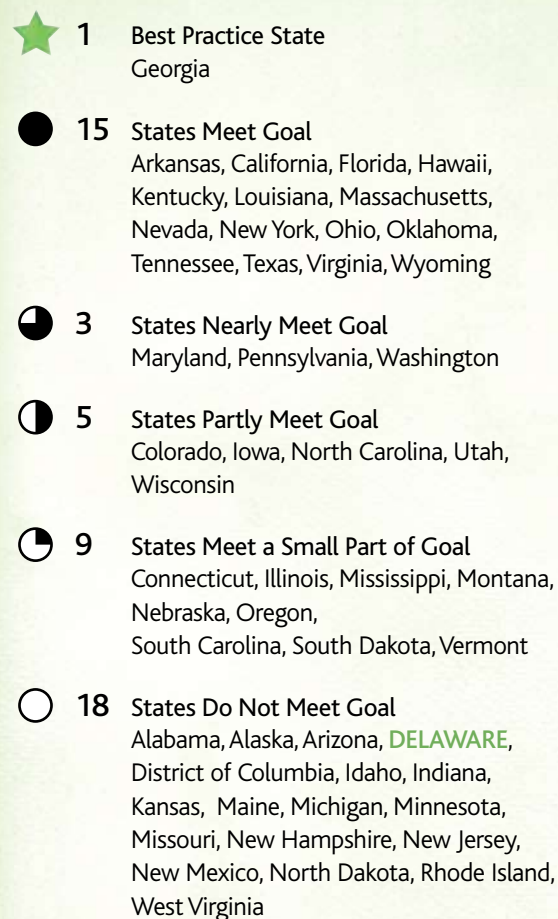 1 Best Practice State
Georgia
15 States Meet Goal
Arkansas, California, Florida, Hawaii,
Kentucky, Louisiana, Massachusetts,
Nevada, New York, Ohio, Oklahoma,
Tennessee, Texas, Virginia, Wyoming
3 States Nearly Meet Goal
Maryland, Pennsylvania, Washington
5 States Partly Meet Goal
Colorado, Iowa, North Carolina, Utah,
Wisconsin
9 States Meet a Small Part of Goal
Connecticut, Illinois, Mississippi, Montana,
Nebraska, Oregon,
South Carolina, South Dakota, Vermont
18 States Do Not Meet Goal
Alabama, Alaska, Arizona, DELAWARE,
District of Columbia, Idaho, Indiana,
Kansas, Maine, Michigan, Minnesota,
Missouri, New Hampshire, New Jersey,
New Mexico, North Dakota, Rhode Island,
West Virginia